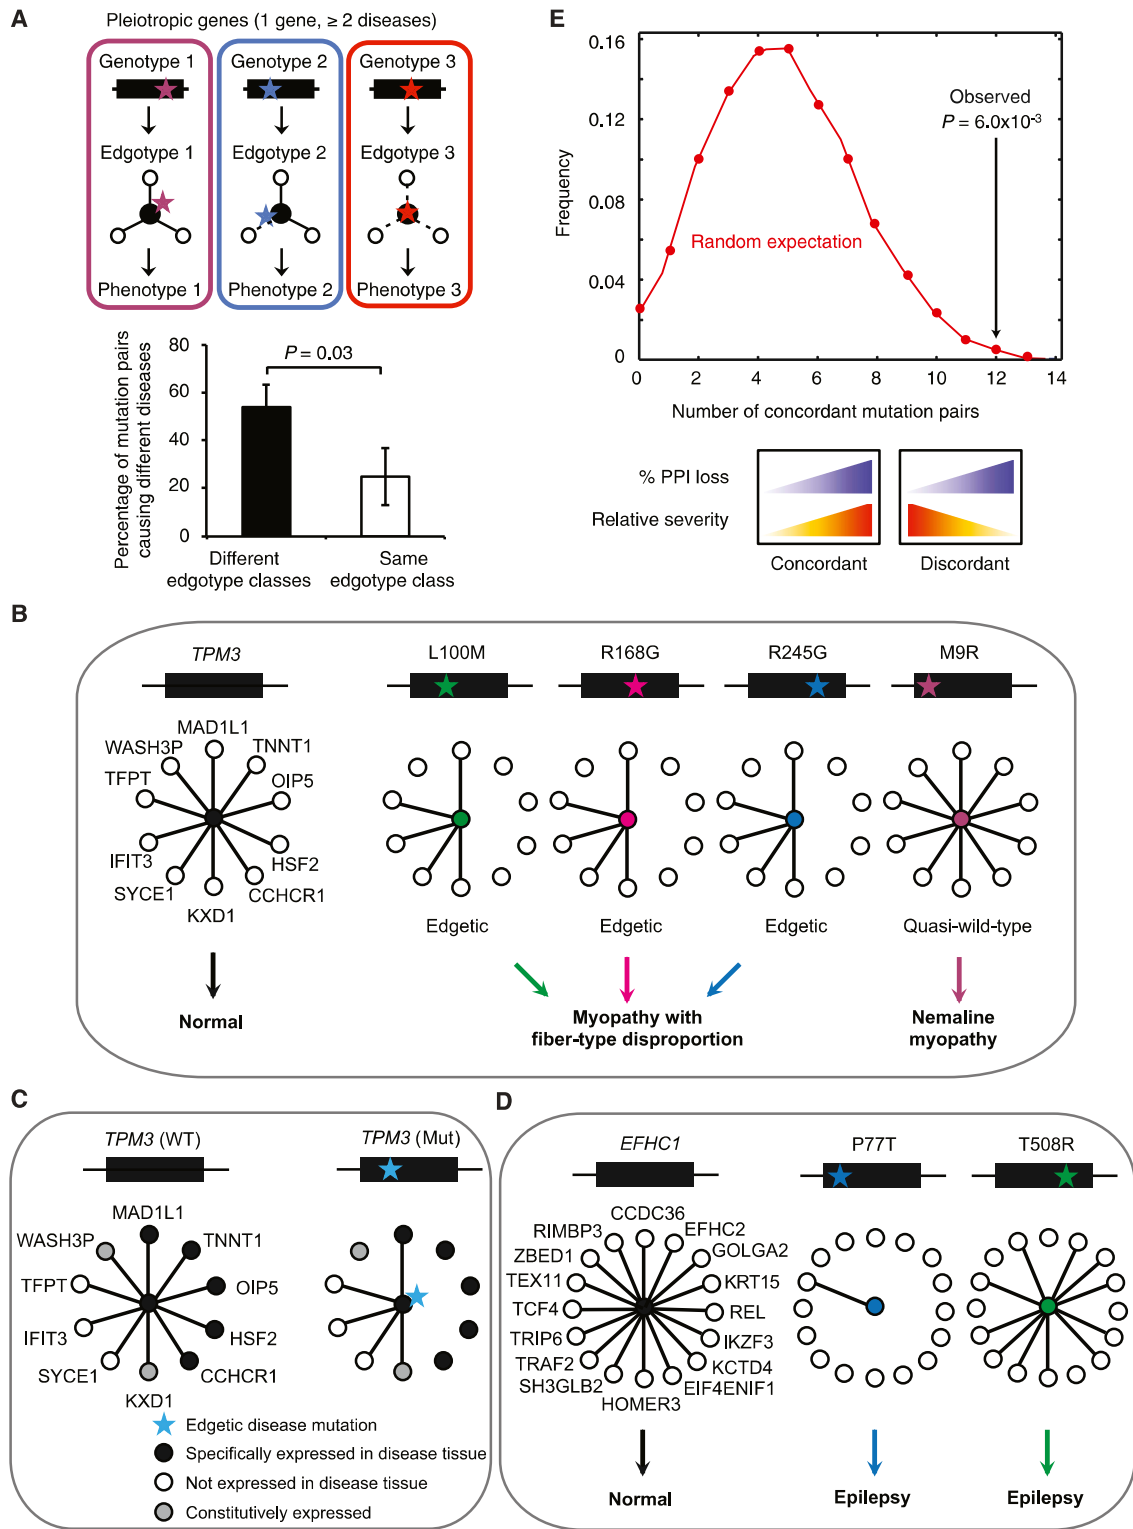 A
Pleiotropic genes (1 gene, ≥ 2 diseases)
Genotype 1
Genotype 2
Genotype 3
Edgotype 1
Edgotype 2
Edgotype 3
Phenotype 1
Phenotype 2
Phenotype 3
Percentage of mutation pairs
causing different diseases
80
60
40
20
0
P = 0.03
Different
edgotype classes
Same
edgotype class
E
Frequency
0.16
0.12
0.08
0.04
0
Observed
P = 6.0x10⁻³
Random expectation
0 2 4 6 8 10 12 14
Number of concordant mutation pairs
% PPI loss
Relative severity
Concordant
Discordant
B
TPM3
L100M
R168G
R245G
M9R
MAD1L1
WASH3P
TNNT1
TFPT
OIP5
IFIT3
HSF2
SYCE1
CCHCR1
KXD1
Edgetic
Edgetic
Edgetic
Quasi-wild-type
Normal
Myopathy with
fiber-type disproportion
Nemaline
myopathy
C
TPM3 (WT)
TPM3 (Mut)
MAD1L1
WASH3P
TNNT1
TFPT
OIP5
IFIT3
HSF2
SYCE1
CCHCR1
KXD1
Edgetic disease mutation
Specifically expressed in disease tissue
Not expressed in disease tissue
Constitutively expressed
D
EFHC1
P77T
T508R
CCDC36
RIMBP3
EFHC2
ZBED1
GOLGA2
TEX11
KRT15
TCF4
REL
TRIP6
IKZF3
TRAF2
KCTD4
SH3GLB2
EIF4ENIF1
HOMER3
Normal
Epilepsy
Epilepsy